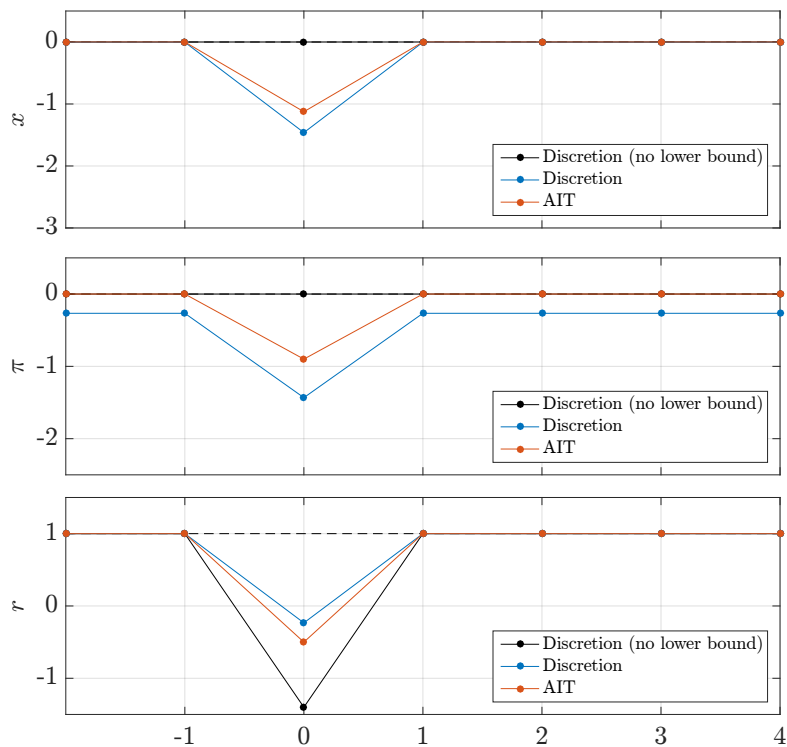 0
-1
-2
-3
x
Discretion (no lower bound)
Discretion
AIT
0
-1
-2
π
Discretion (no lower bound)
Discretion
AIT
1
0
-1
r
Discretion (no lower bound)
Discretion
AIT
-1 0 1 2 3 4